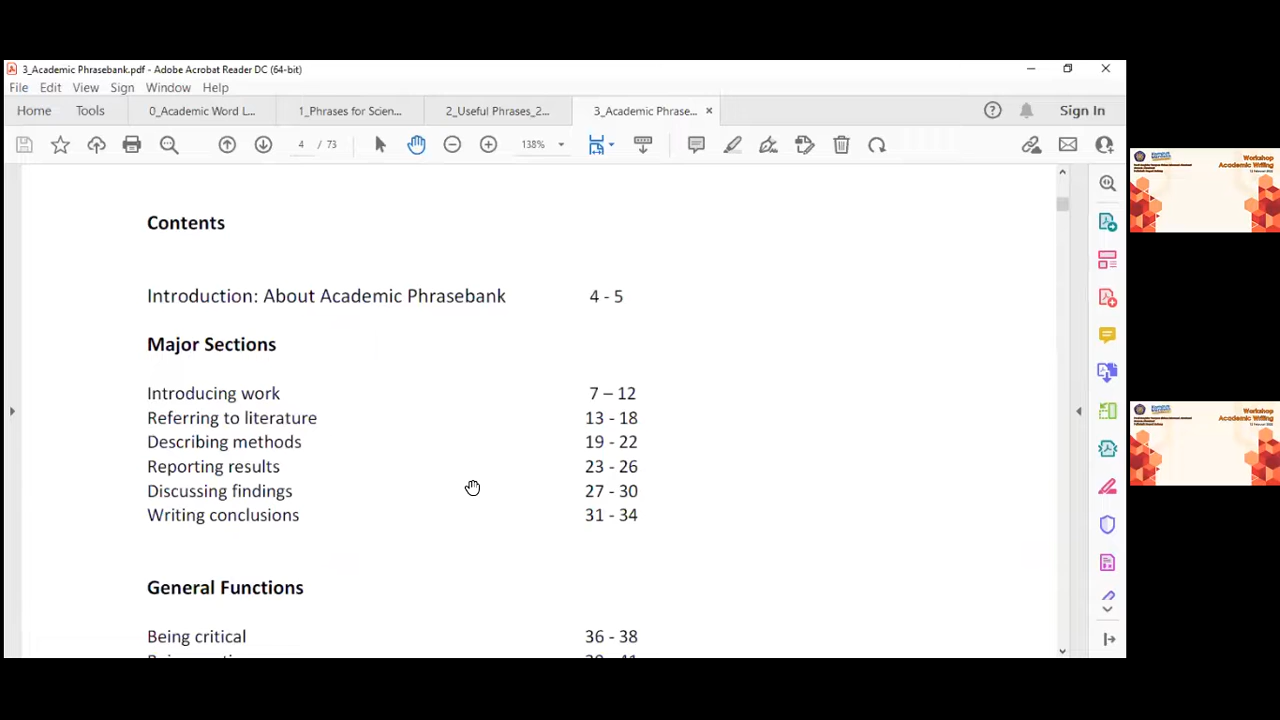 3_Academic Phrasebank.pdf - Adobe Acrobat Reader DC (64-bit)
File Edit View Sign Window Help
Home Tools 0_Academic Word L... 1_Phrases for Scien... 2_Useful Phrases_2... 3_Academic Phrase... Sign In
4 / 73 138%
Contents
Introduction: About Academic Phrasebank 4 - 5
Major Sections
Introducing work 7 – 12
Referring to literature 13 - 18
Describing methods 19 - 22
Reporting results 23 - 26
Discussing findings 27 - 30
Writing conclusions 31 - 34
General Functions
Being critical 36 - 38
Workshop
Academic Writing
Workshop
Academic Writing